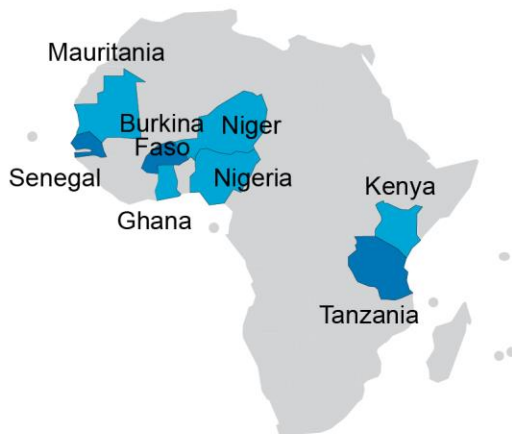 Mauritania
Burkina
Faso
Niger
Senegal
Nigeria
Ghana
Kenya
Tanzania